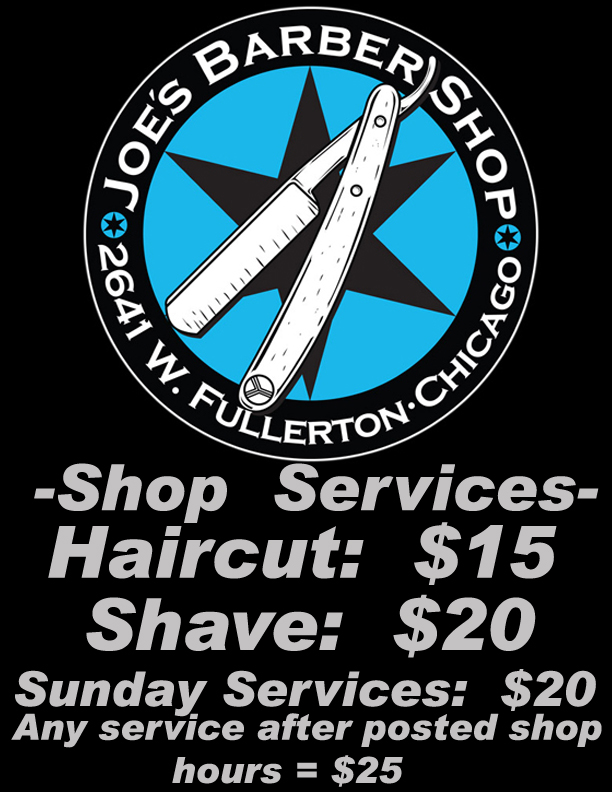 JOE'S BARBER SHOP
2641 W. FULLERTON · CHICAGO
-Shop Services-
Haircut: $15
Shave: $20
Sunday Services: $20
Any service after posted shop
hours = $25